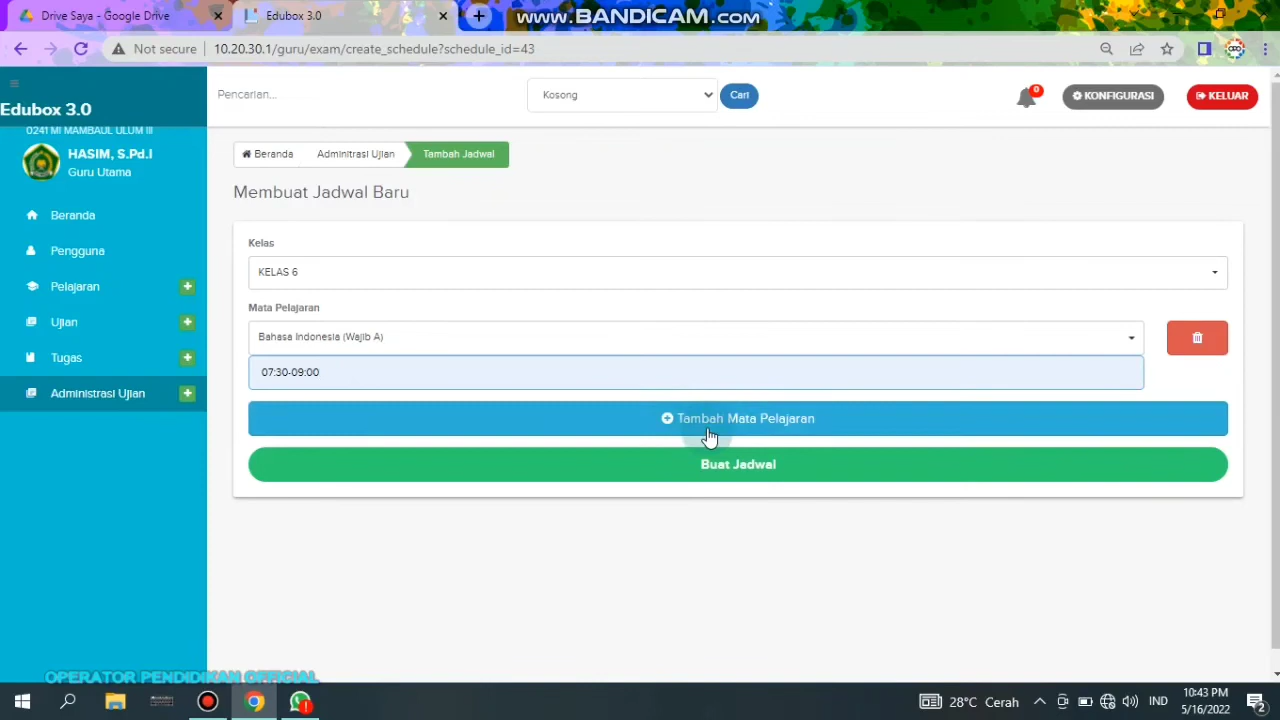 www.BANDICAM.com
Drive Saya - Google Drive
Edubox 3.0
Not secure
10.20.30.1/guru/exam/create_schedule?schedule_id=43
Edubox 3.0
0241 MI MAMBAUL ULUM III
HASIM, S.Pd.I
Guru Utama
Beranda
Pengguna
Pelajaran
Ujian
Tugas
Administrasi Ujian
Pencarian...
Kosong
Cari
0
KONFIGURASI
KELUAR
Beranda
Adminitrasi Ujian
Tambah Jadwal
Membuat Jadwal Baru
Kelas
KELAS 6
Mata Pelajaran
Bahasa Indonesia (Wajib A)
07:30-09:00
Tambah Mata Pelajaran
Buat Jadwal
OPERATOR PENDIDIKAN OFFICIAL
28°C Cerah
IND
10:43 PM
5/16/2022
2